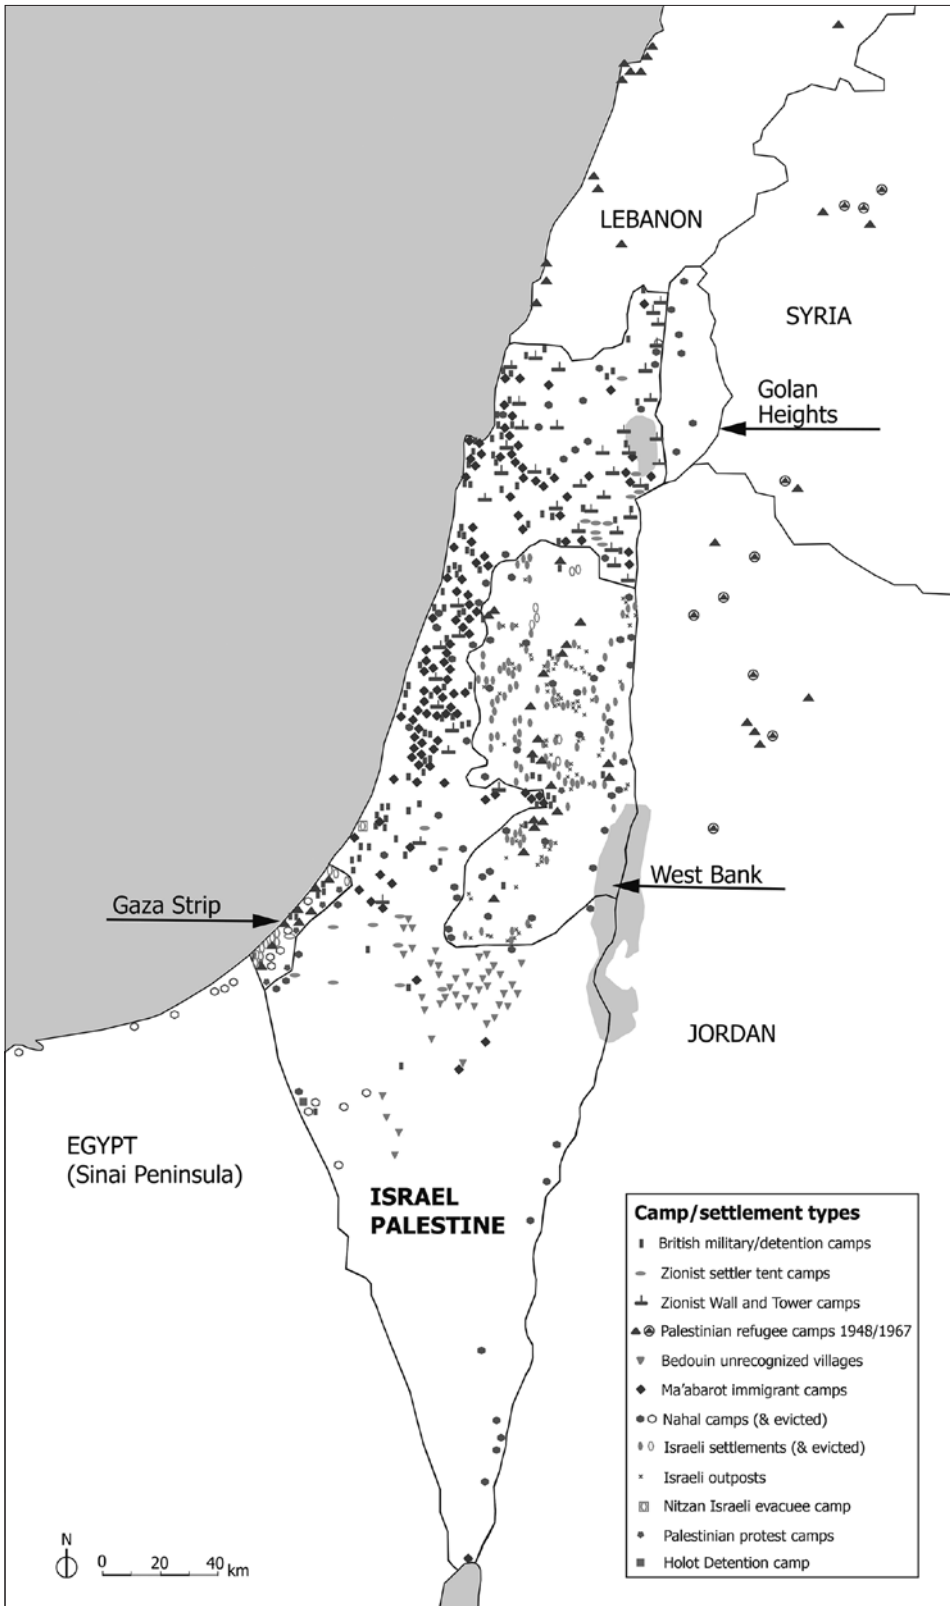 LEBANON
SYRIA
Golan
Heights
West Bank
Gaza Strip
JORDAN
EGYPT
(Sinai Peninsula)
ISRAEL
PALESTINE
Camp/settlement types
British military/detention camps
Zionist settler tent camps
Zionist Wall and Tower camps
Palestinian refugee camps 1948/1967
Bedouin unrecognized villages
Ma'abarot immigrant camps
Nahal camps (& evicted)
Israeli settlements (& evicted)
Israeli outposts
Nitzan Israeli evacuee camp
Palestinian protest camps
Holot Detention camp
N
0 20 40 km